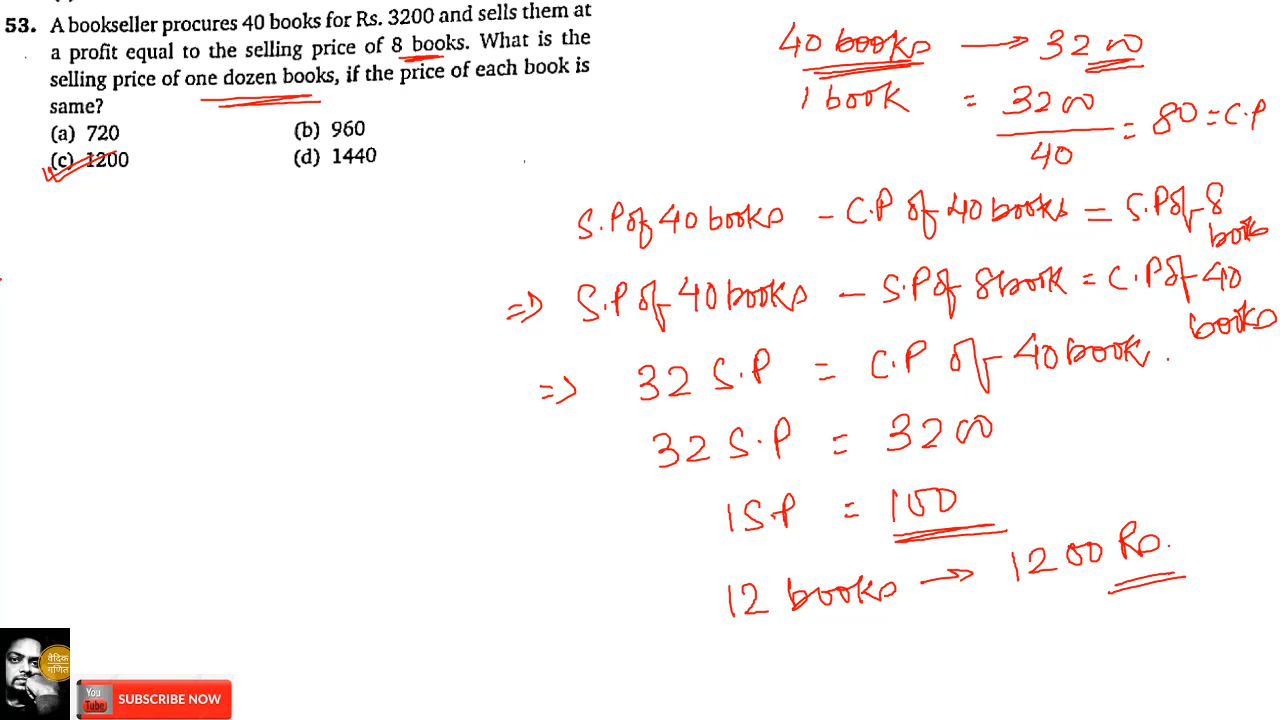 53. A bookseller procures 40 books for Rs. 3200 and sells them at
a profit equal to the selling price of 8 books. What is the
selling price of one dozen books, if the price of each book is
same?
(a) 720 (b) 960
(c) 1200 (d) 1440
40 books → 3200
1 book = 3200/40 = 80 = C.P
S.P of 40 books - C.P of 40 books = S.P of 8 books
=> S.P of 40 books - S.P of 8 book = C.P of 40 books
=> 32 S.P = C.P of 40 book.
32 S.P = 3200
1 S.P = 100
12 books → 1200 Rs.
वैदिक
गणित
You
Tube
SUBSCRIBE NOW